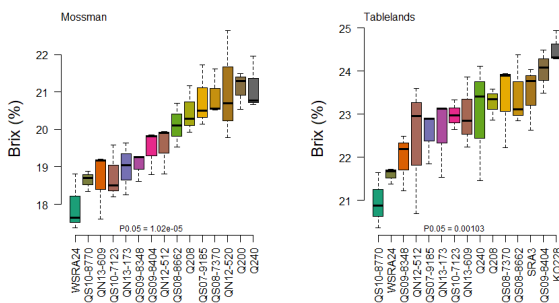 Mossman
Brix (%)
22
21
20
19
18
P0.05 = 1.02e-05
WSRA24
QS10-8770
QN13-609
QS10-7123
QN13-173
QS09-8348
QS09-8404
QN12-512
QS08-8662
Q208
QS07-9185
QS08-7370
QN12-520
Q200
Q240
Tablelands
Brix (%)
25
24
23
22
21
P0.05 = 0.00103
QS10-8770
WSRA24
QS09-8348
QN12-512
QS07-9185
QN13-173
QS10-7123
QN13-609
Q240
Q208
QS08-7370
QS08-8662
SRA3
QS09-8404
KQ228